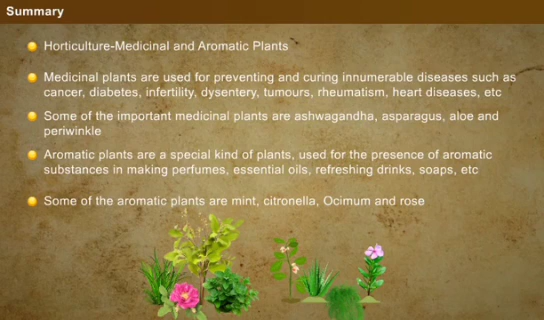 Summary
Horticulture-Medicinal and Aromatic Plants
Medicinal plants are used for preventing and curing innumerable diseases such as
cancer, diabetes, infertility, dysentery, tumours, rheumatism, heart diseases, etc
Some of the important medicinal plants are ashwagandha, asparagus, aloe and
periwinkle
Aromatic plants are a special kind of plants, used for the presence of aromatic
substances in making perfumes, essential oils, refreshing drinks, soaps, etc
Some of the aromatic plants are mint, citronella, Ocimum and rose